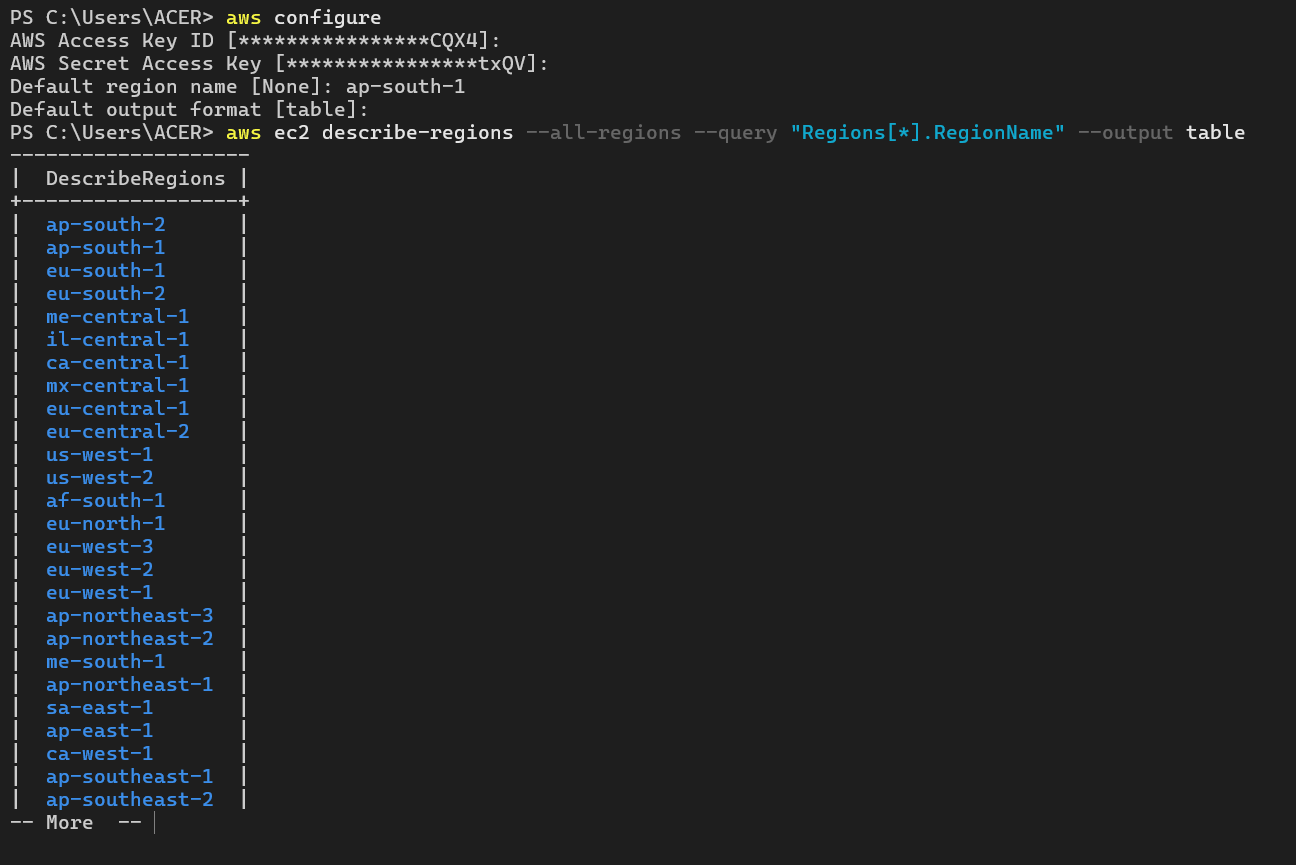 PS C:\Users\ACER> aws configure
AWS Access Key ID [****************CQX4]:
AWS Secret Access Key [****************txQV]:
Default region name [None]: ap-south-1
Default output format [table]:
PS C:\Users\ACER> aws ec2 describe-regions --all-regions --query "Regions[*].RegionName" --output table
--------------------
|  DescribeRegions |
+------------------+
|  ap-south-2      |
|  ap-south-1      |
|  eu-south-1      |
|  eu-south-2      |
|  me-central-1    |
|  il-central-1    |
|  ca-central-1    |
|  mx-central-1    |
|  eu-central-1    |
|  eu-central-2    |
|  us-west-1       |
|  us-west-2       |
|  af-south-1      |
|  eu-north-1      |
|  eu-west-3       |
|  eu-west-2       |
|  eu-west-1       |
|  ap-northeast-3  |
|  ap-northeast-2  |
|  me-south-1      |
|  ap-northeast-1  |
|  sa-east-1       |
|  ap-east-1       |
|  ca-west-1       |
|  ap-southeast-1  |
|  ap-southeast-2  |
-- More  --